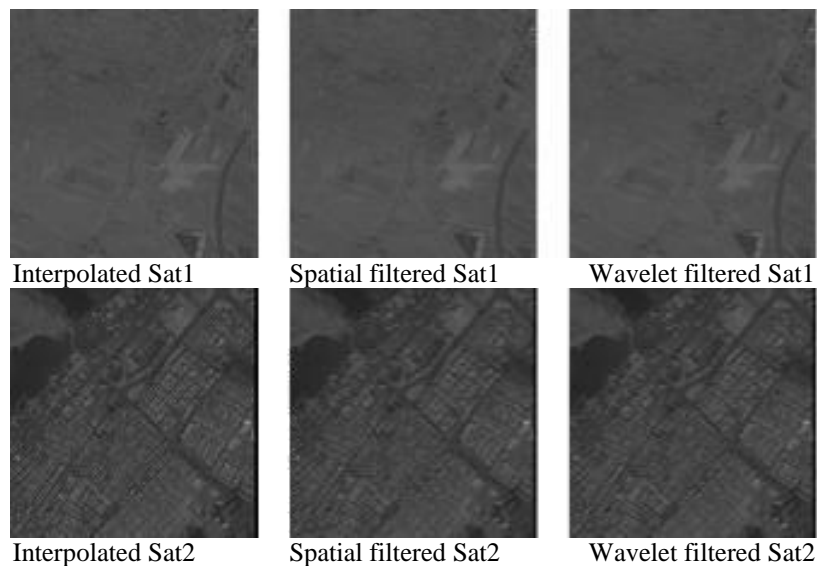 Interpolated Sat1 Spatial filtered Sat1 Wavelet filtered Sat1
Interpolated Sat2 Spatial filtered Sat2 Wavelet filtered Sat2